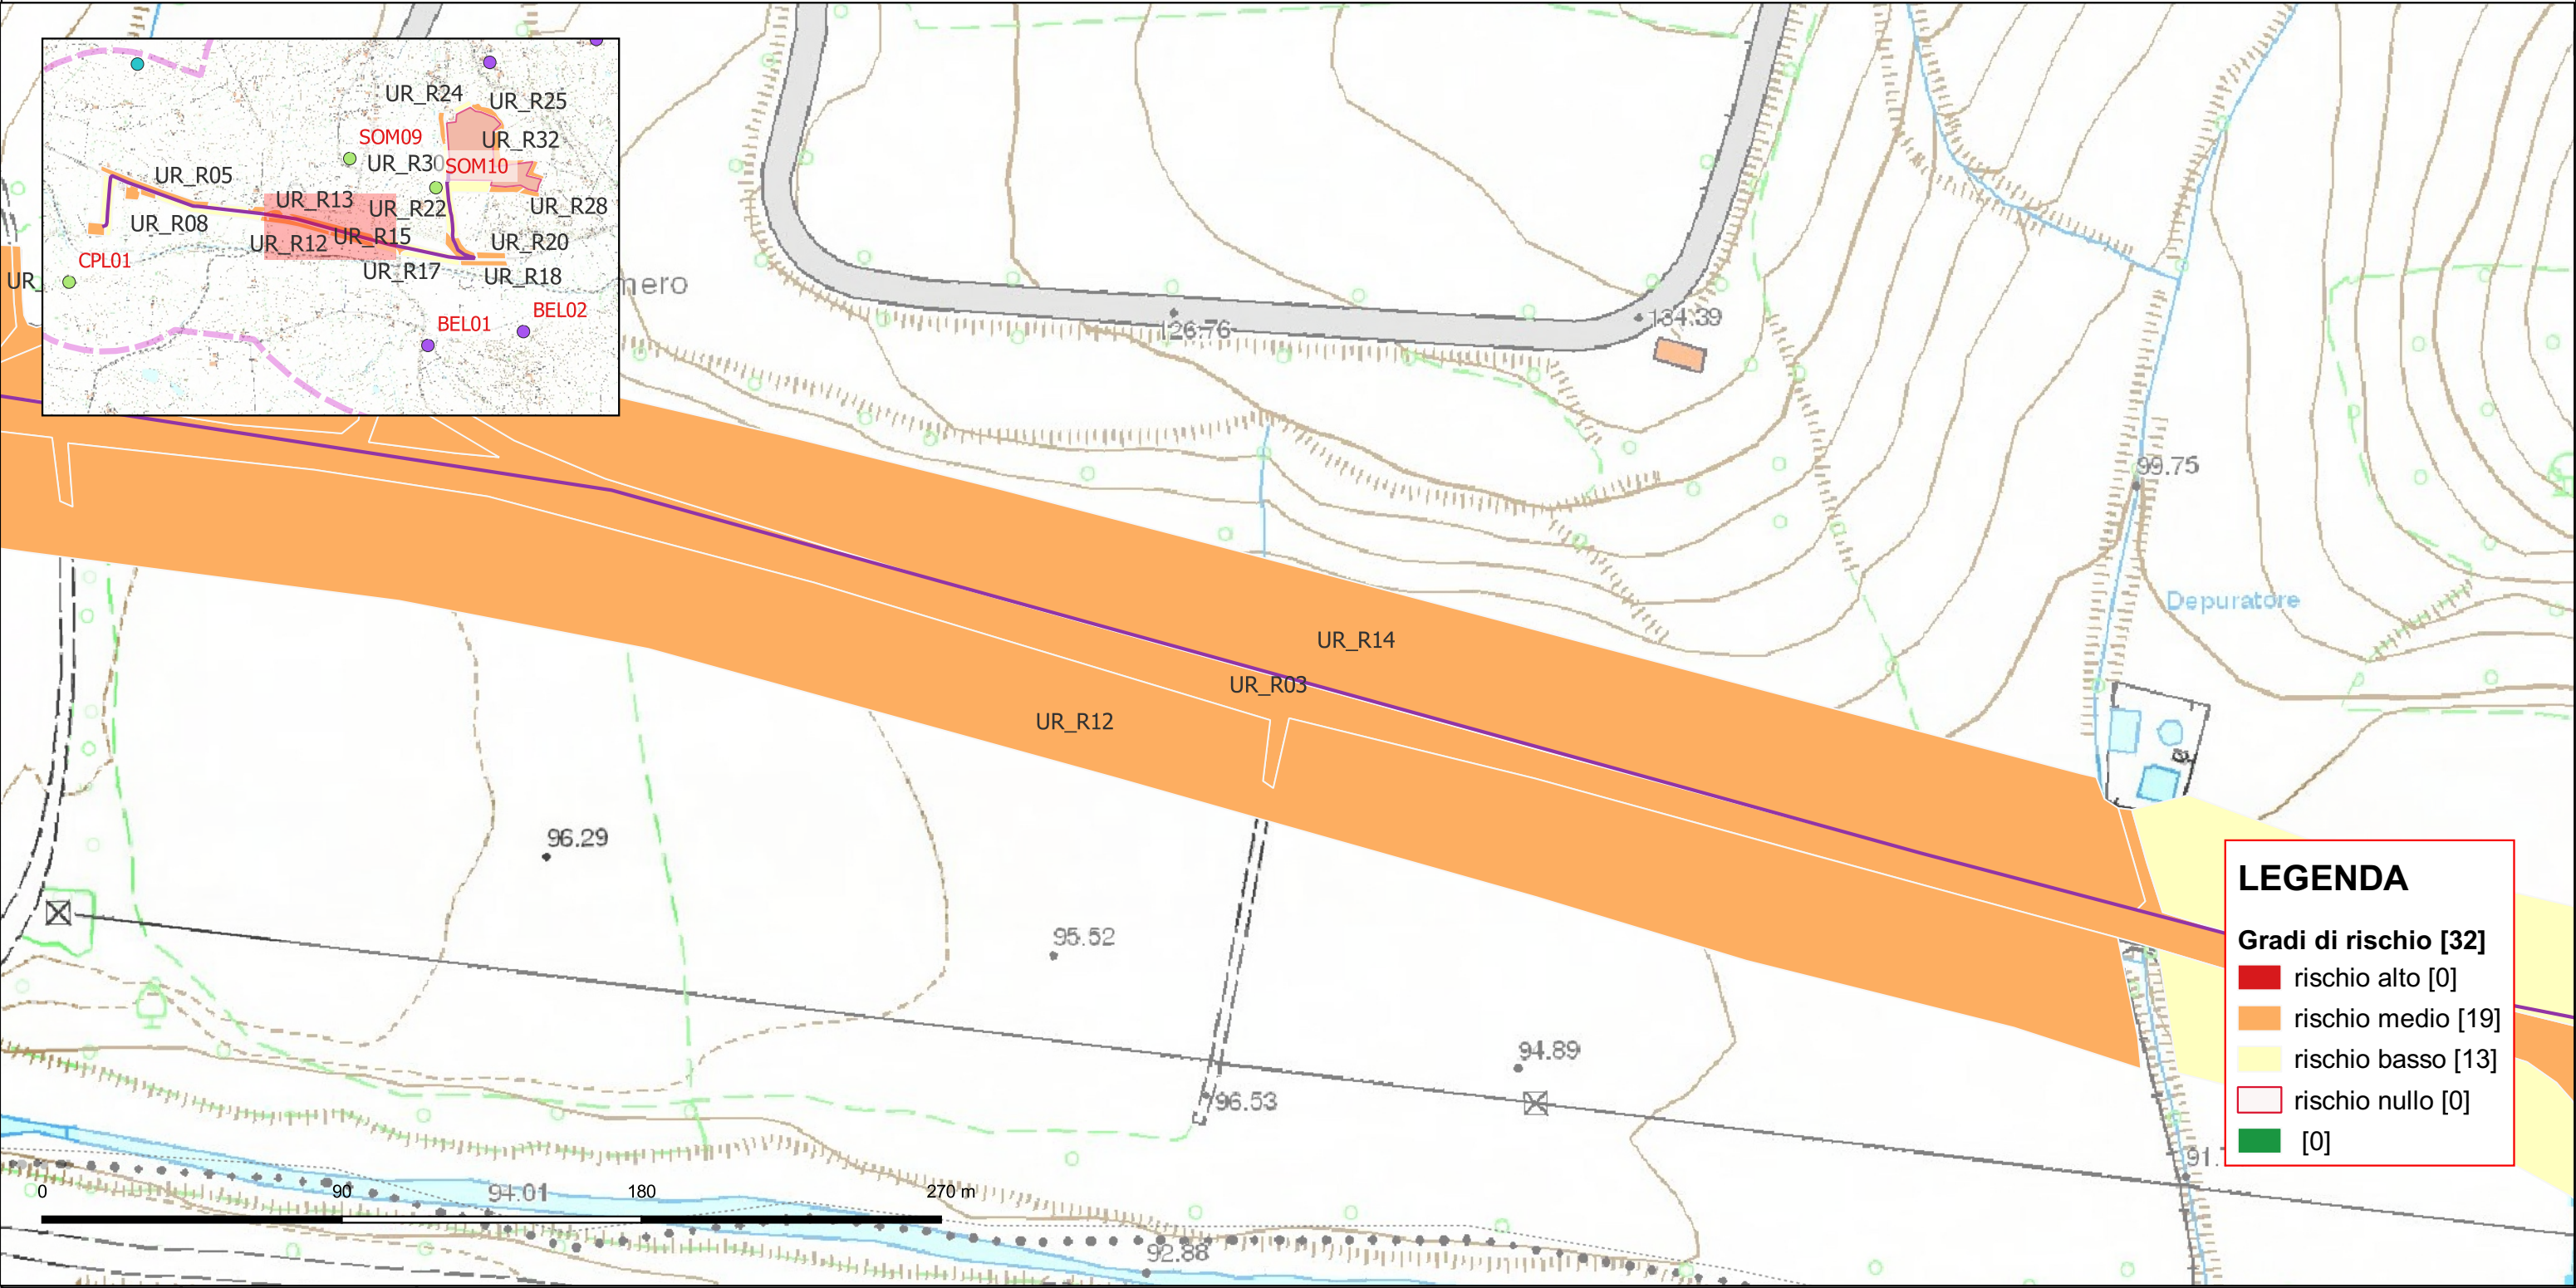 UR_R24
UR_R25
SOM09
UR_R32
UR_R30
SOM10
UR_R05
UR_R13
UR_R22
UR_R28
UR_R08
UR_R12
UR_R15
UR_R20
CPL01
UR_R17
UR_R18
BEL01
BEL02
UR
nero
126.76
134.39
99.75
Depuratore
UR_R14
UR_R03
UR_R12
96.29
95.52
94.89
96.53
91.
94.01
92.88
0 90 180 270 m
LEGENDA
Gradi di rischio [32]
rischio alto [0]
rischio medio [19]
rischio basso [13]
rischio nullo [0]
[0]